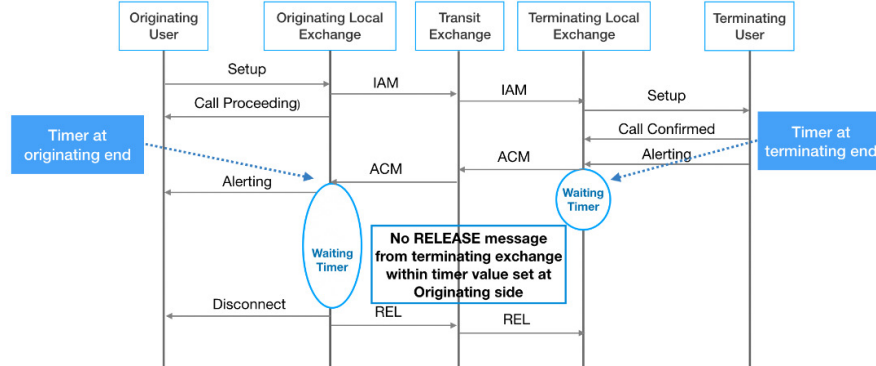 Originating
User
Originating Local
Exchange
Transit
Exchange
Terminating Local
Exchange
Terminating
User
Setup
IAM
IAM
Setup
Call Proceeding)
Call Confirmed
Timer at
originating end
Timer at
terminating end
ACM
ACM
Alerting
Alerting
Waiting
Timer
No RELEASE message
from terminating exchange
within timer value set at
Originating side
Waiting
Timer
Disconnect
REL
REL